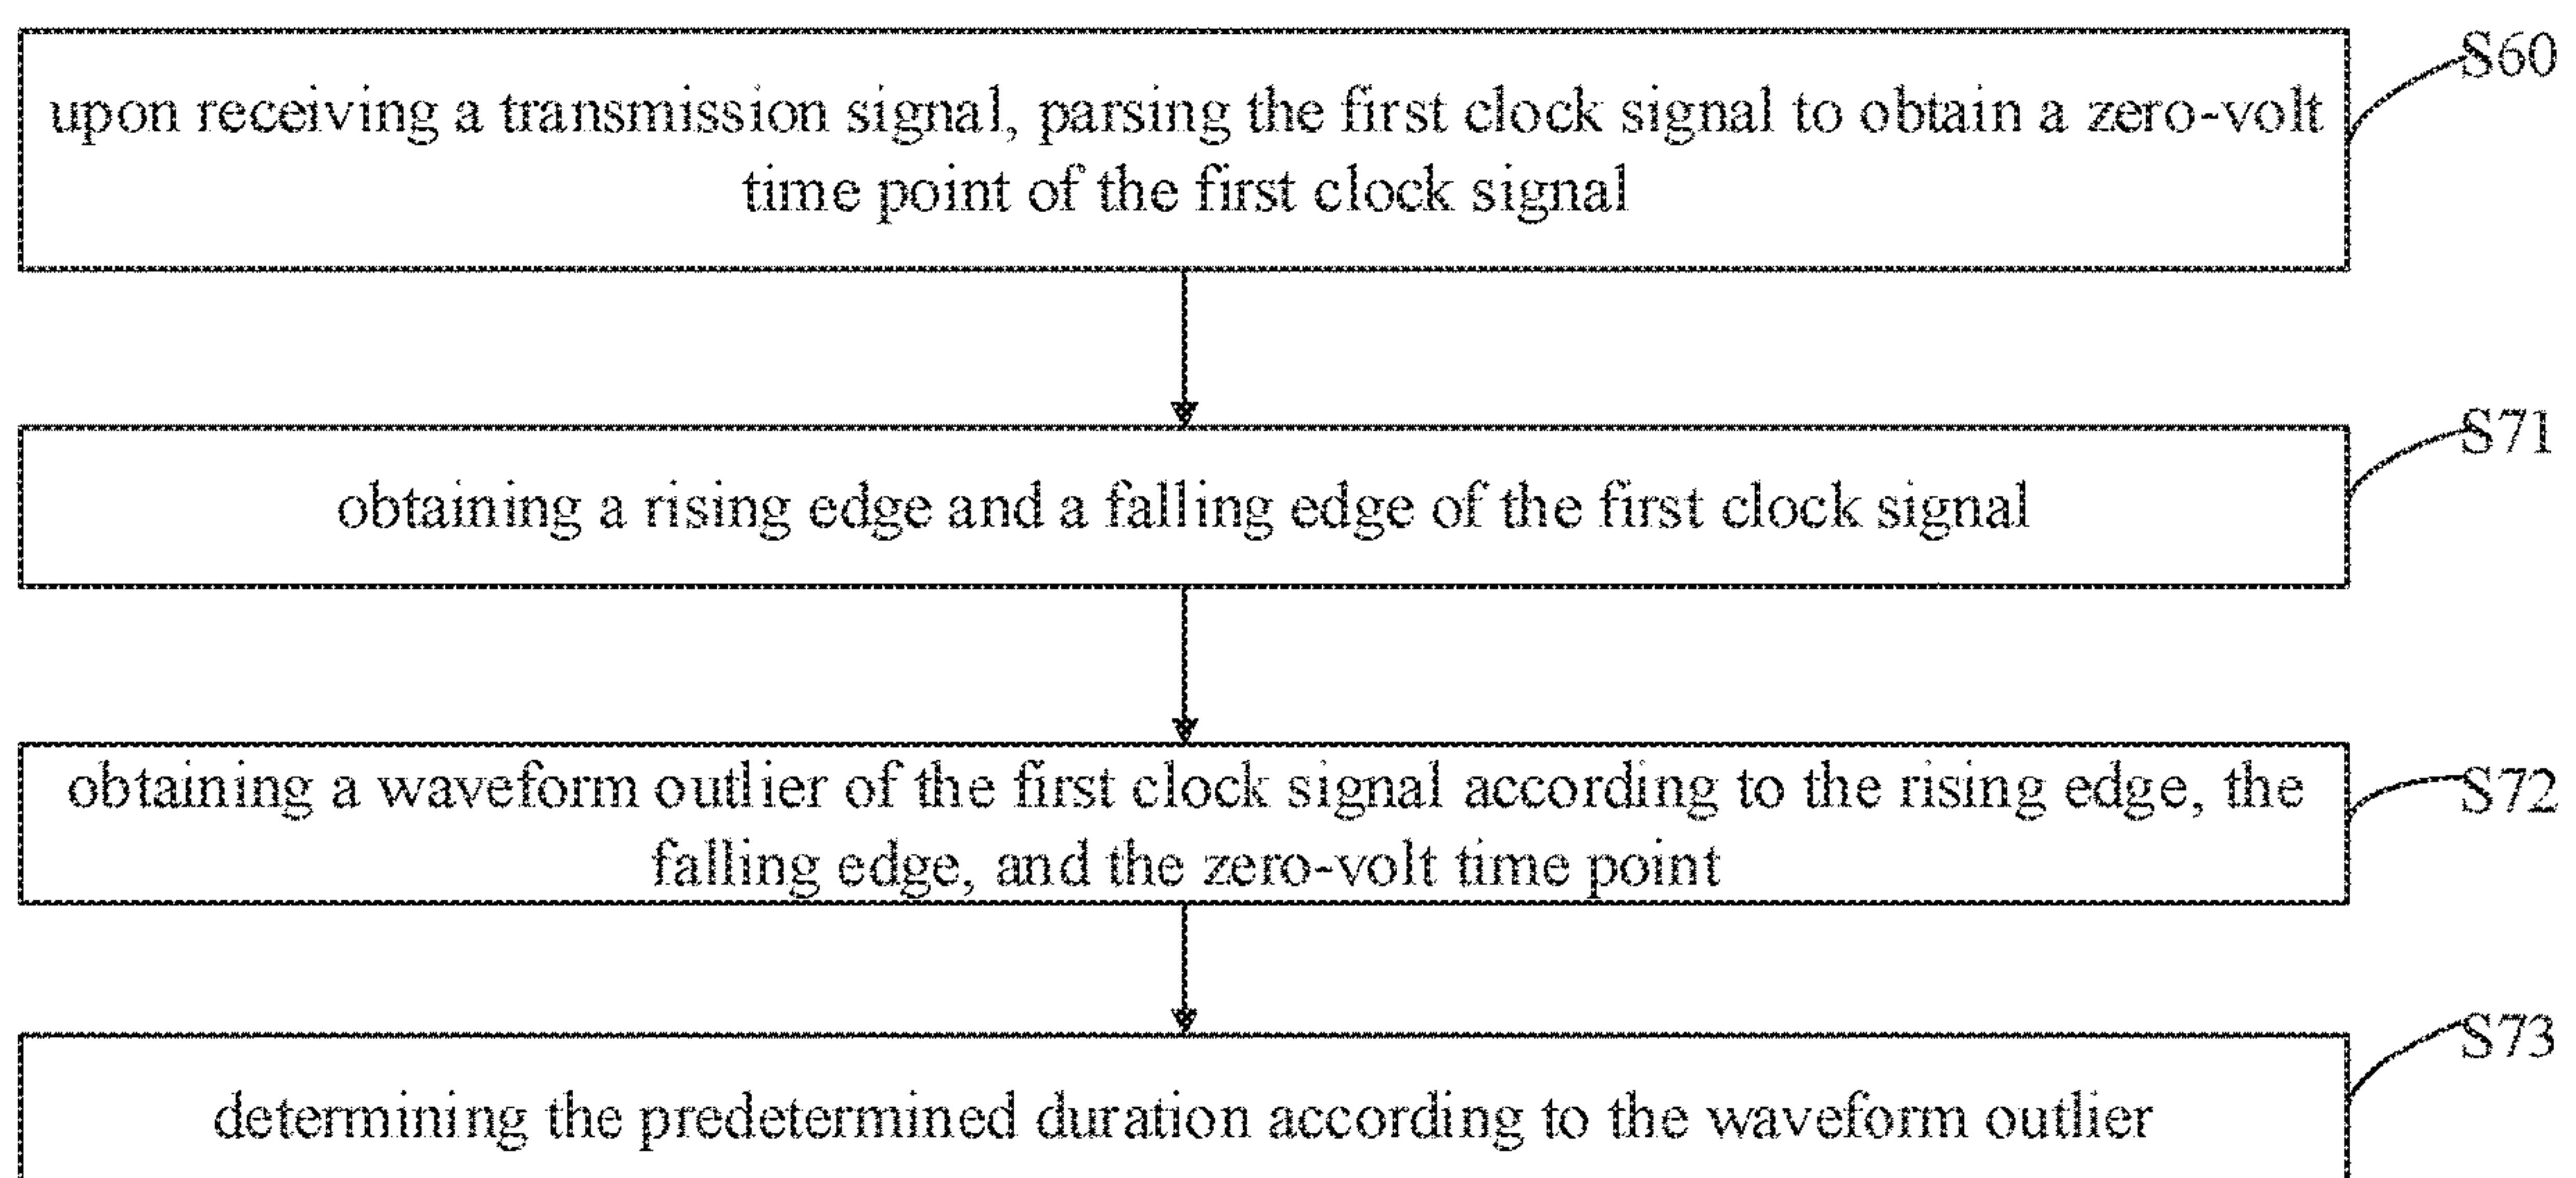 upon receiving a transmission signal, parsing the first clock signal to obtain a zero-volt
time point of the first clock signal
S60
obtaining a rising edge and a falling edge of the first clock signal
S71
obtaining a waveform outlier of the first clock signal according to the rising edge, the
falling edge, and the zero-volt time point
S72
determining the predetermined duration according to the waveform outlier
S73